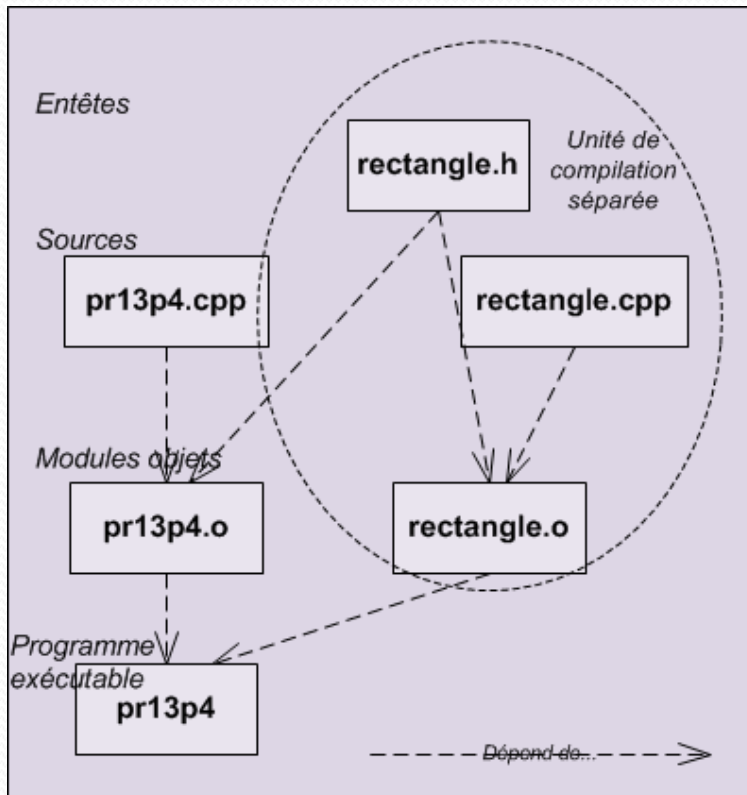 Entêtes
rectangle.h
Unité de
compilation
séparée
Sources
pr13p4.cpp
rectangle.cpp
Modules objets
pr13p4.o
rectangle.o
Programme
exécutable
pr13p4
Dépend de...